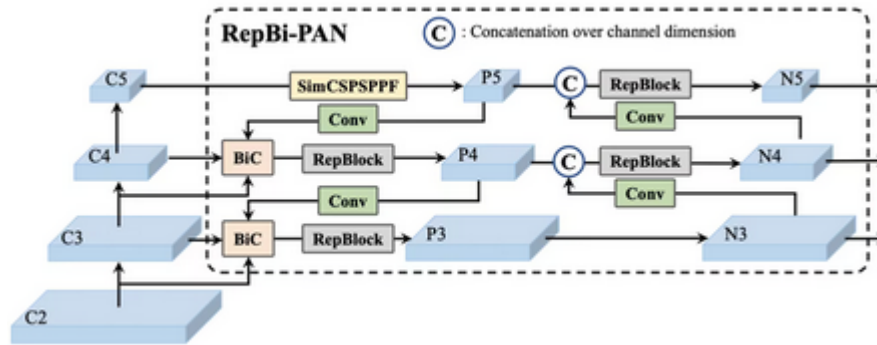 RepBi-PAN
C : Concatenation over channel dimension
C5
SimCSPSPPF
P5
C
RepBlock
N5
Conv
Conv
C4
BiC
RepBlock
P4
C
RepBlock
N4
Conv
Conv
C3
BiC
RepBlock
P3
N3
C2